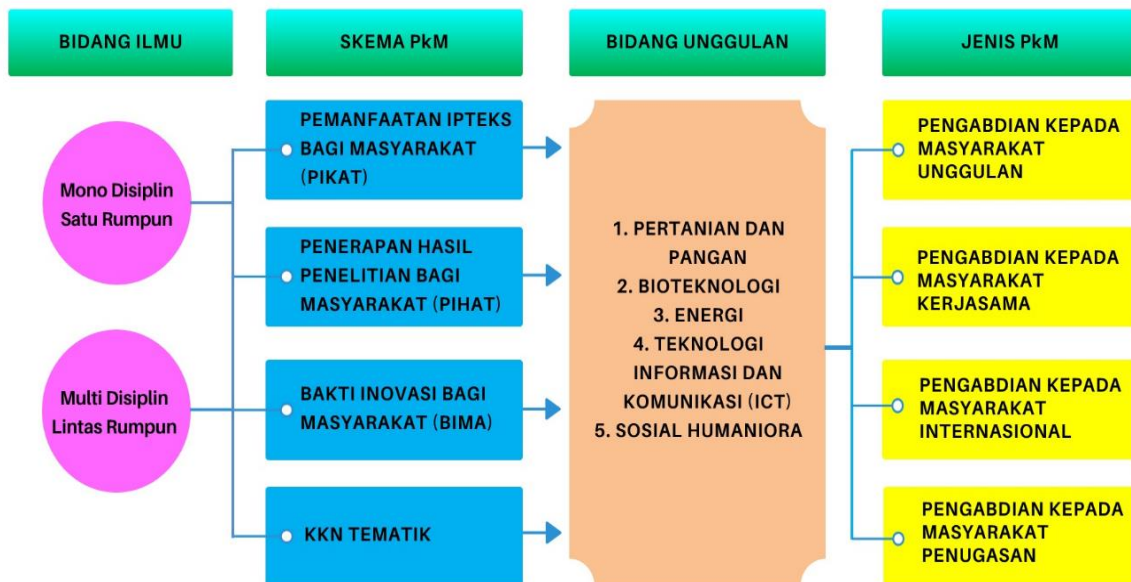 BIDANG ILMU
SKEMA PkM
BIDANG UNGGULAN
JENIS PkM
Mono Disiplin
Satu Rumpun
Multi Disiplin
Lintas Rumpun
PEMANFAATAN IPTEKS
BAGI MASYARAKAT
(PIKAT)
PENERAPAN HASIL
PENELITIAN BAGI
MASYARAKAT (PIHAT)
BAKTI INOVASI BAGI
MASYARAKAT (BIMA)
KKN TEMATIK
1. PERTANIAN DAN
PANGAN
2. BIOTEKNOLOGI
3. ENERGI
4. TEKNOLOGI
INFORMASI DAN
KOMUNIKASI (ICT)
5. SOSIAL HUMANIORA
PENGABDIAN KEPADA
MASYARAKAT
UNGGULAN
PENGABDIAN KEPADA
MASYARAKAT
KERJASAMA
PENGABDIAN KEPADA
MASYARAKAT
INTERNASIONAL
PENGABDIAN KEPADA
MASYARAKAT
PENUGASAN